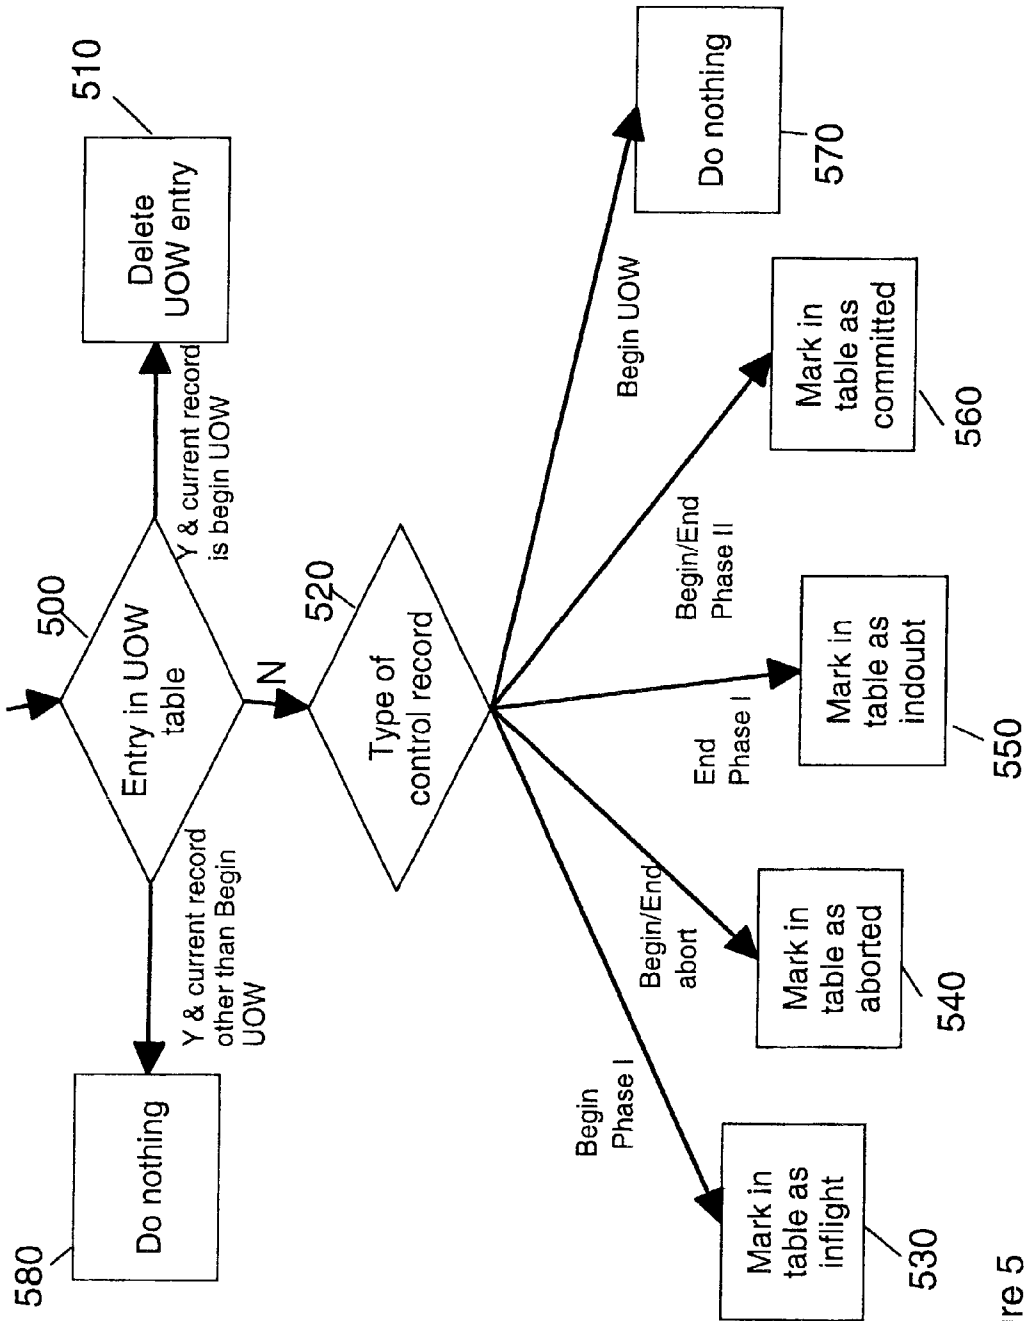 500
Entry in UOW
table
580
Do nothing
Y & current record
other than Begin
UOW
510
Delete
UOW entry
Y & current record
is begin UOW
N
520
Type of
control record
Begin
Phase I
Begin/End
abort
End
Phase I
Begin/End
Phase II
Begin UOW
Mark in
table as
inflight
530
Mark in
table as
aborted
540
Mark in
table as
indoubt
550
Mark in
table as
committed
560
Do nothing
570
re 5